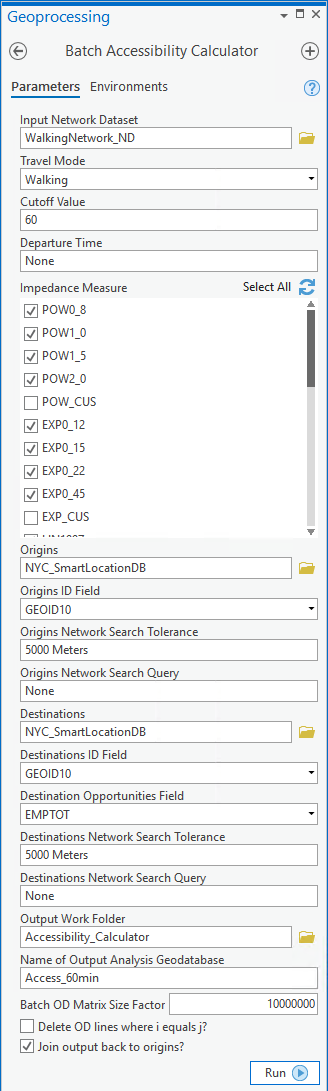 Geoprocessing
Batch Accessibility Calculator
Parameters Environments
Input Network Dataset
WalkingNetwork_ND
Travel Mode
Walking
Cutoff Value
60
Departure Time
None
Impedance Measure Select All
POW0_8
POW1_0
POW1_5
POW2_0
POW_CUS
EXP0_12
EXP0_15
EXP0_22
EXP0_45
EXP_CUS
Origins
NYC_SmartLocationDB
Origins ID Field
GEOID10
Origins Network Search Tolerance
5000 Meters
Origins Network Search Query
None
Destinations
NYC_SmartLocationDB
Destinations ID Field
GEOID10
Destination Opportunities Field
EMPTOT
Destinations Network Search Tolerance
5000 Meters
Destinations Network Search Query
None
Output Work Folder
Accessibility_Calculator
Name of Output Analysis Geodatabase
Access_60min
Batch OD Matrix Size Factor 10000000
Delete OD lines where i equals j?
Join output back to origins?
Run